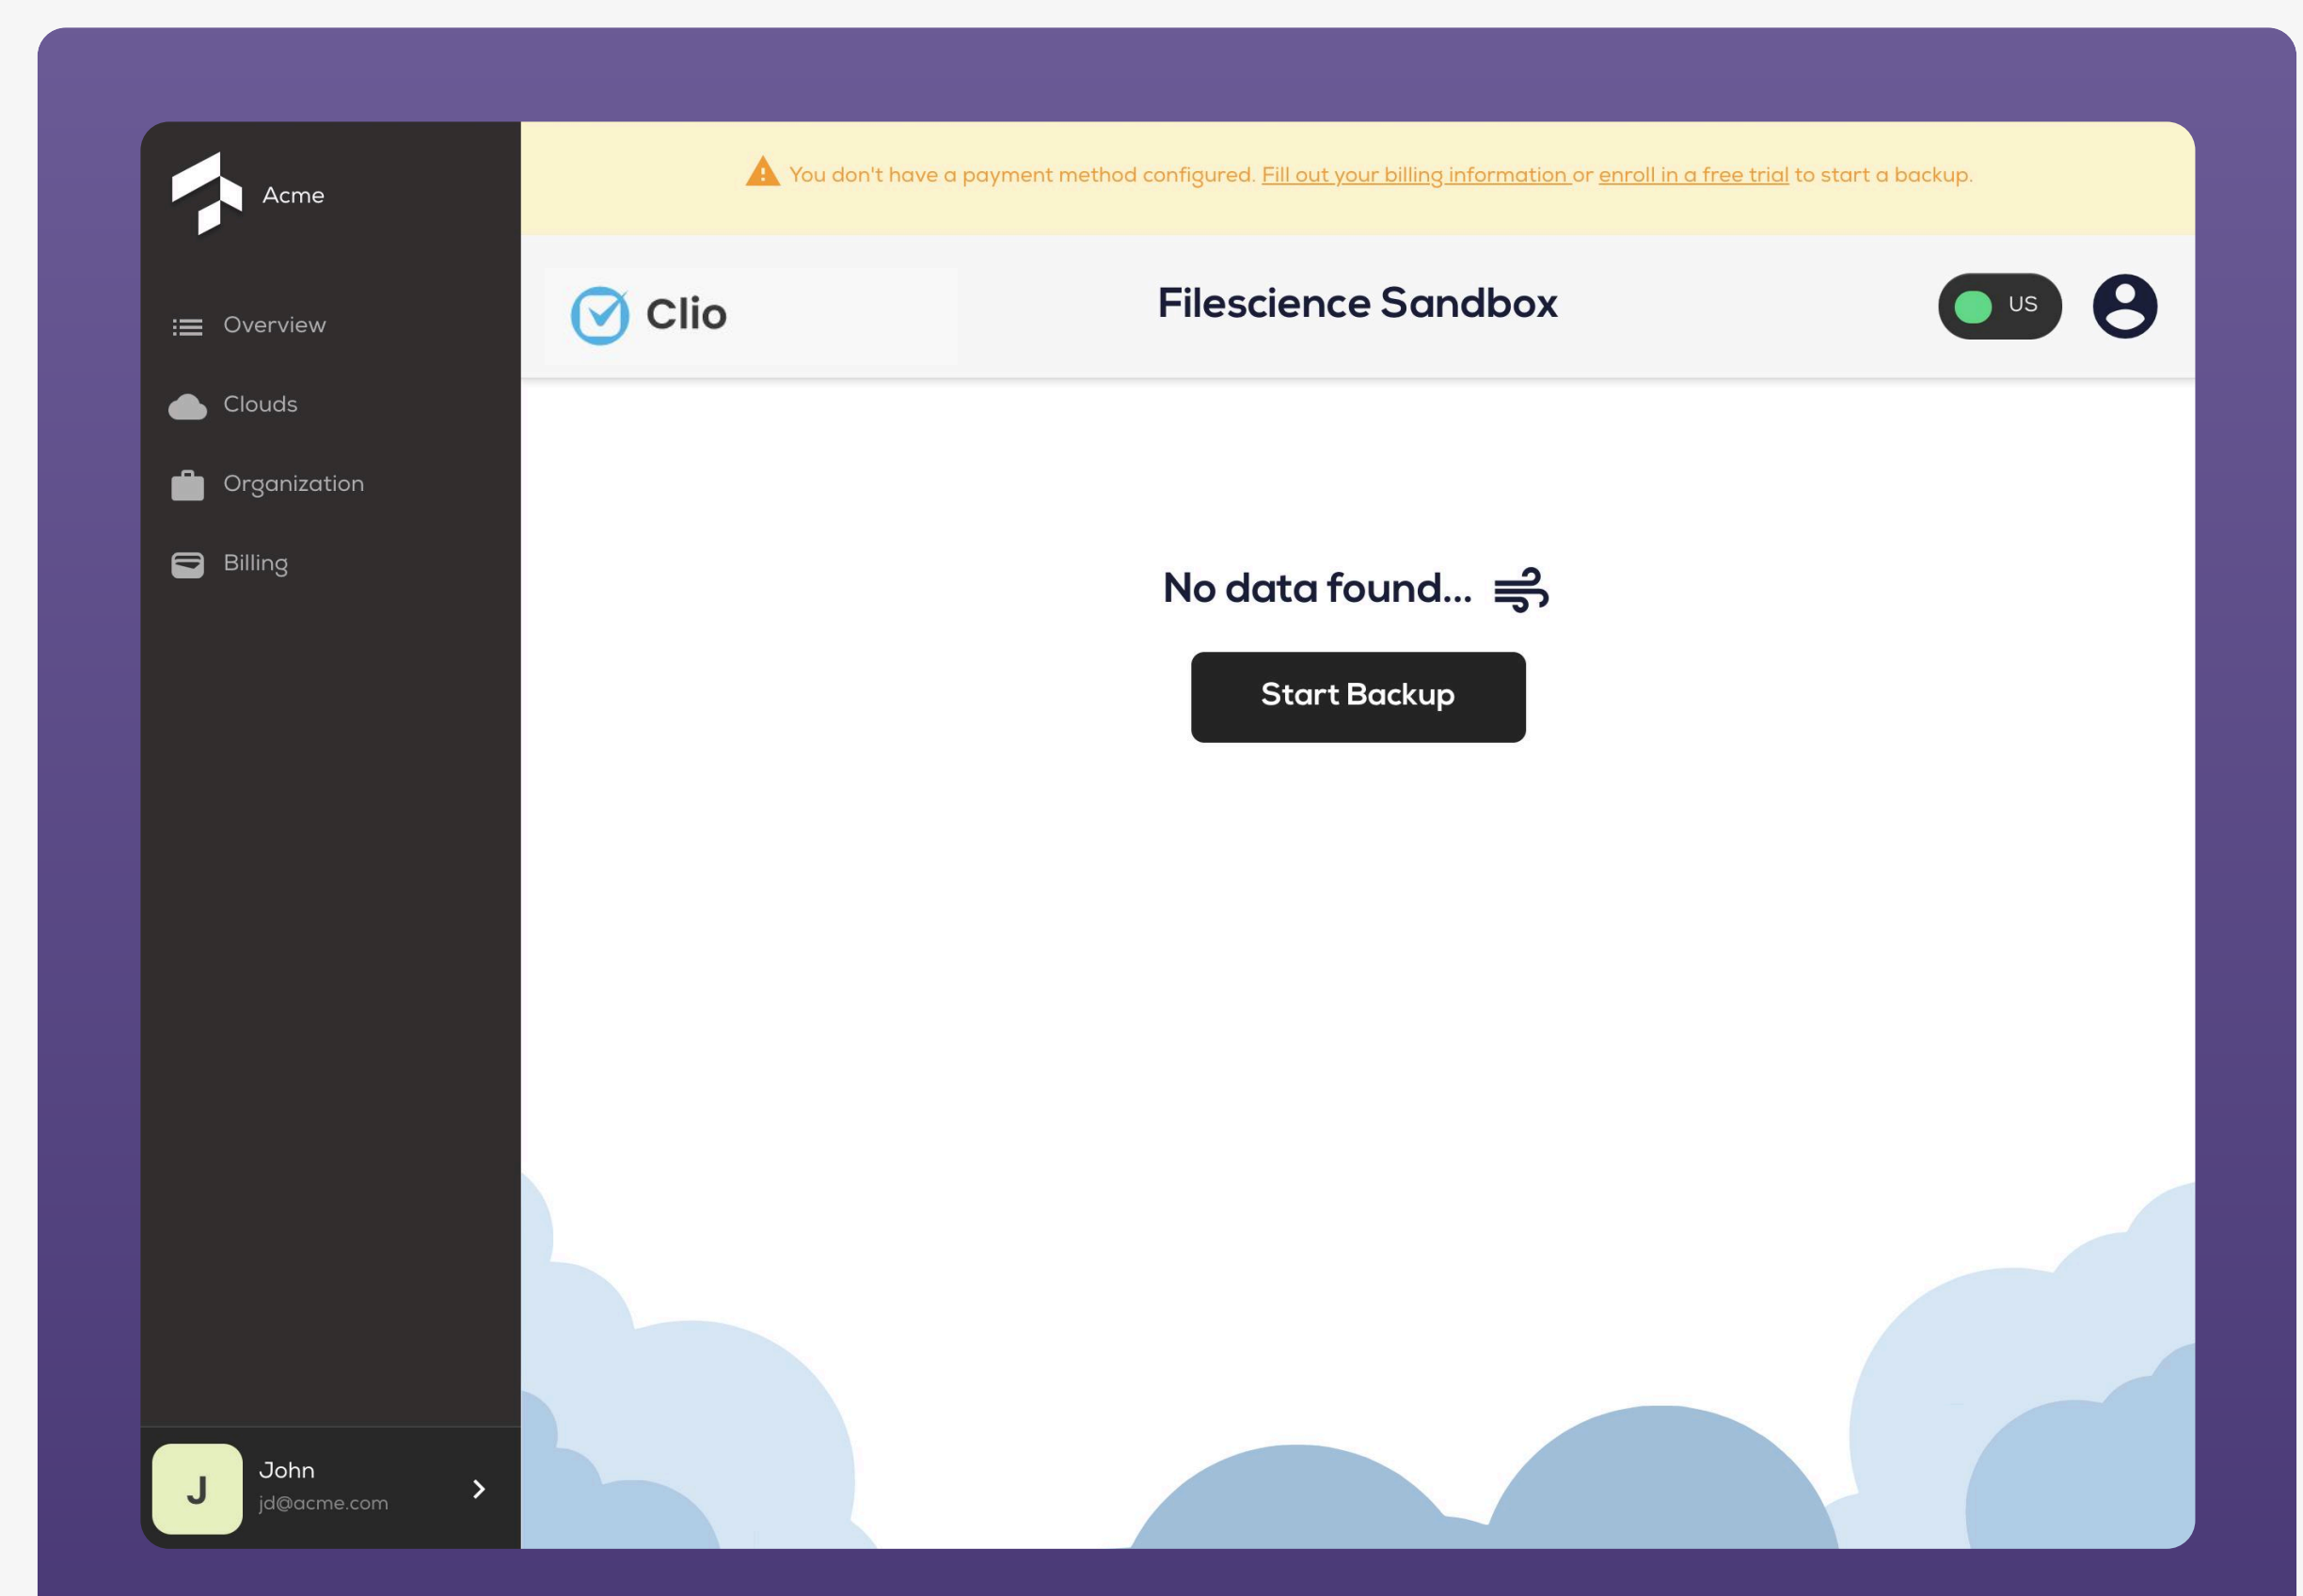 Acme
Overview
Clouds
Organization
Billing
J
John
jd@acme.com
You don't have a payment method configured. Fill out your billing information or enroll in a free trial to start a backup.
Clio
Filescience Sandbox
US
No data found...
Start Backup